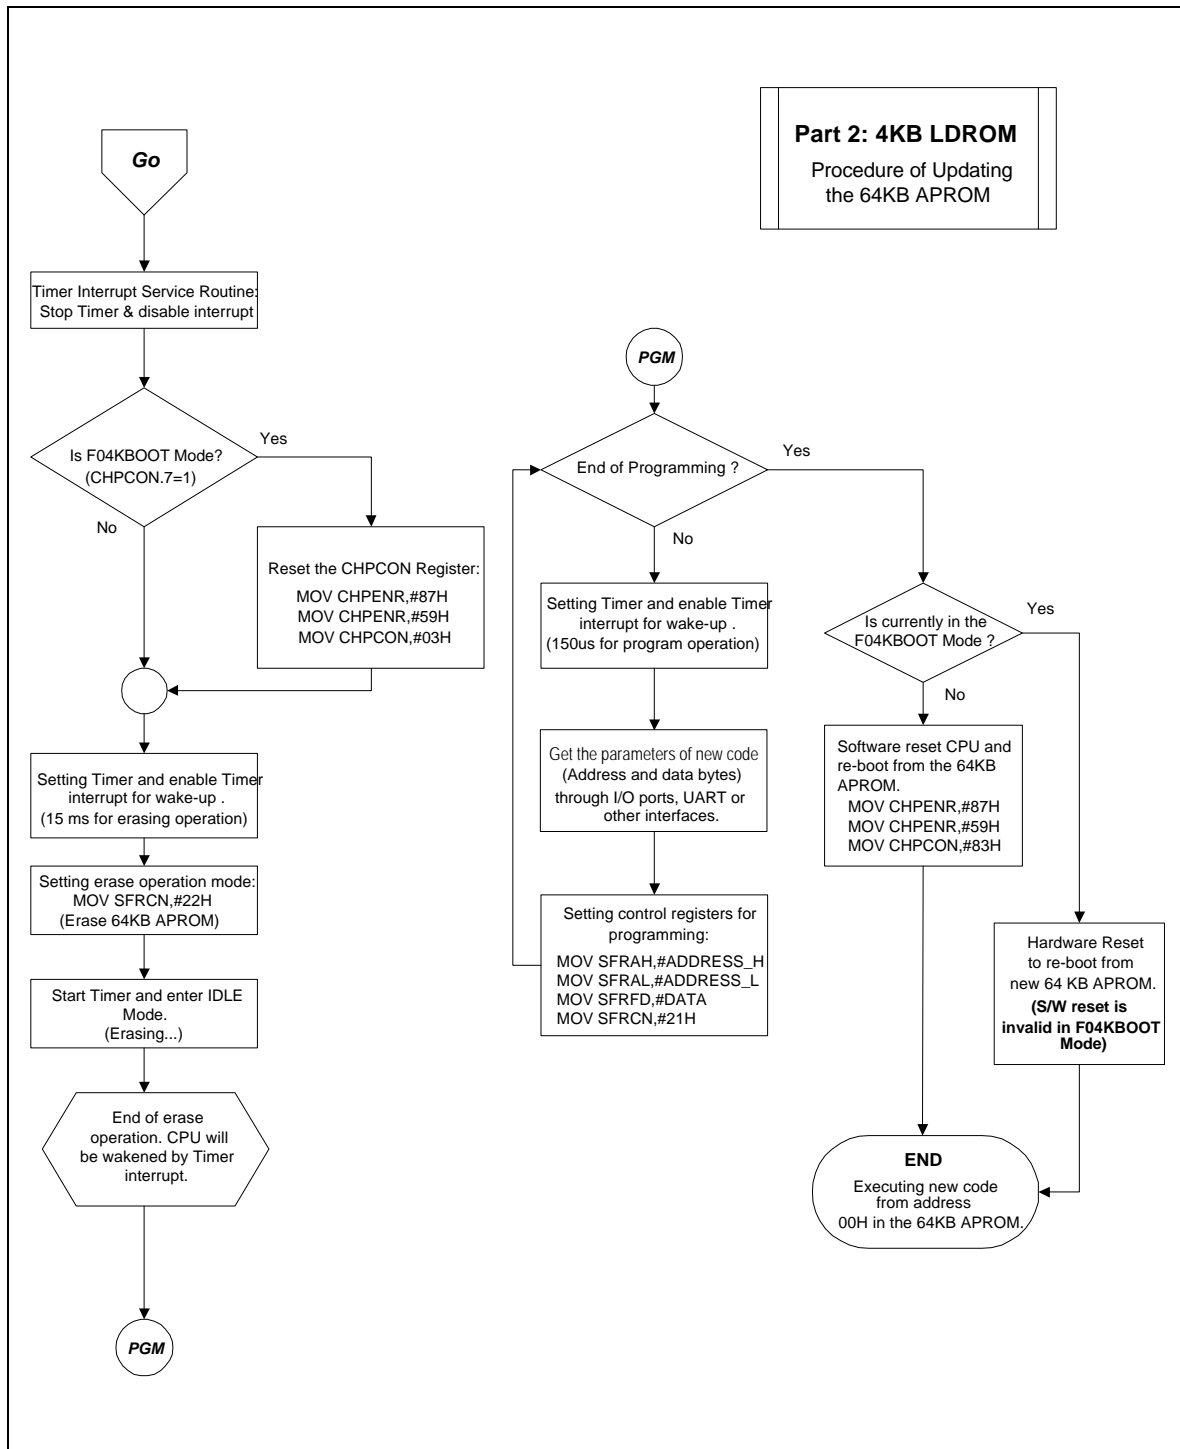 Part 2: 4KB LDROM
Procedure of Updating
the 64KB APROM
Go
Timer Interrupt Service Routine:
Stop Timer & disable interrupt
Is F04KBOOT Mode?
(CHPCON.7=1)
Yes
No
Reset the CHPCON Register:
MOV CHPENR,#87H
MOV CHPENR,#59H
MOV CHPCON,#03H
Setting Timer and enable Timer
interrupt for wake-up .
(15 ms for erasing operation)
Setting erase operation mode:
MOV SFRCN,#22H
(Erase 64KB APROM)
Start Timer and enter IDLE
Mode.
(Erasing...)
End of erase
operation. CPU will
be wakened by Timer
interrupt.
PGM
PGM
End of Programming ?
Yes
No
Setting Timer and enable Timer
interrupt for wake-up .
(150us for program operation)
Get the parameters of new code
(Address and data bytes)
through I/O ports, UART or
other interfaces.
Setting control registers for
programming:
MOV SFRAH,#ADDRESS_H
MOV SFRAL,#ADDRESS_L
MOV SFRFD,#DATA
MOV SFRCN,#21H
Is currently in the
F04KBOOT Mode ?
Yes
No
Software reset CPU and
re-boot from the 64KB
APROM.
MOV CHPENR,#87H
MOV CHPENR,#59H
MOV CHPCON,#83H
Hardware Reset
to re-boot from
new 64 KB APROM.
(S/W reset is
invalid in F04KBOOT
Mode)
END
Executing new code
from address
00H in the 64KB APROM.